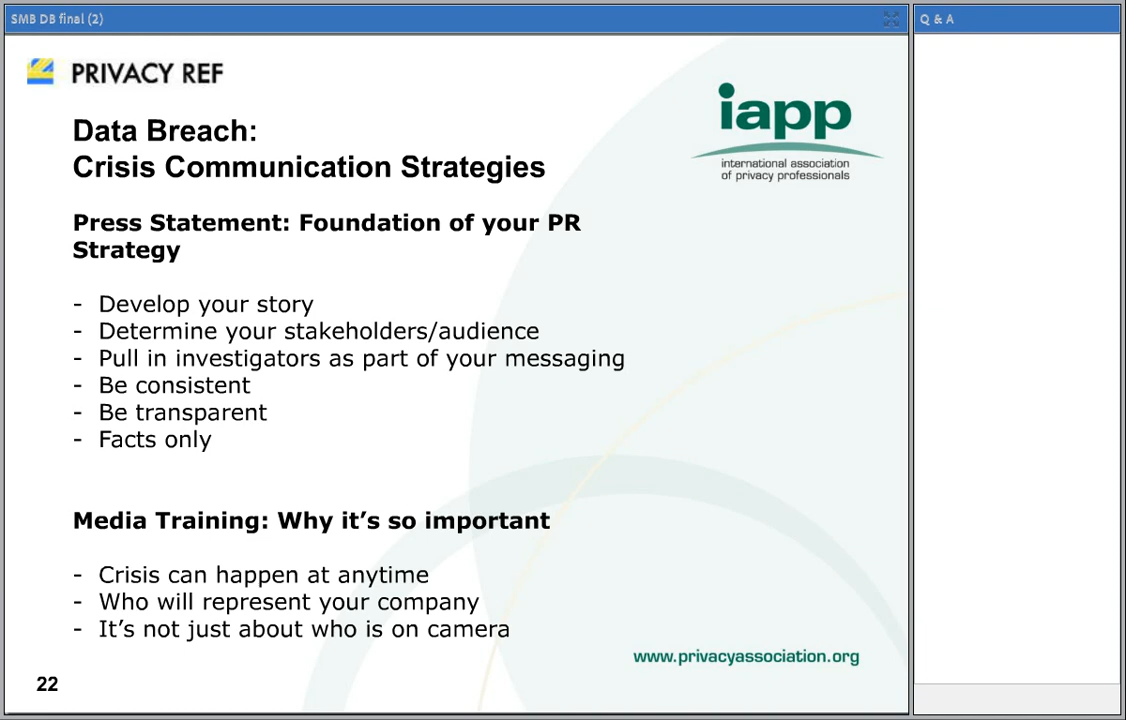 SMB DB final (2)
Q & A
PRIVACY REF
iapp
international association
of privacy professionals
Data Breach:
Crisis Communication Strategies
Press Statement: Foundation of your PR
Strategy
- Develop your story
- Determine your stakeholders/audience
- Pull in investigators as part of your messaging
- Be consistent
- Be transparent
- Facts only
Media Training: Why it’s so important
- Crisis can happen at anytime
- Who will represent your company
- It’s not just about who is on camera
www.privacyassociation.org
22